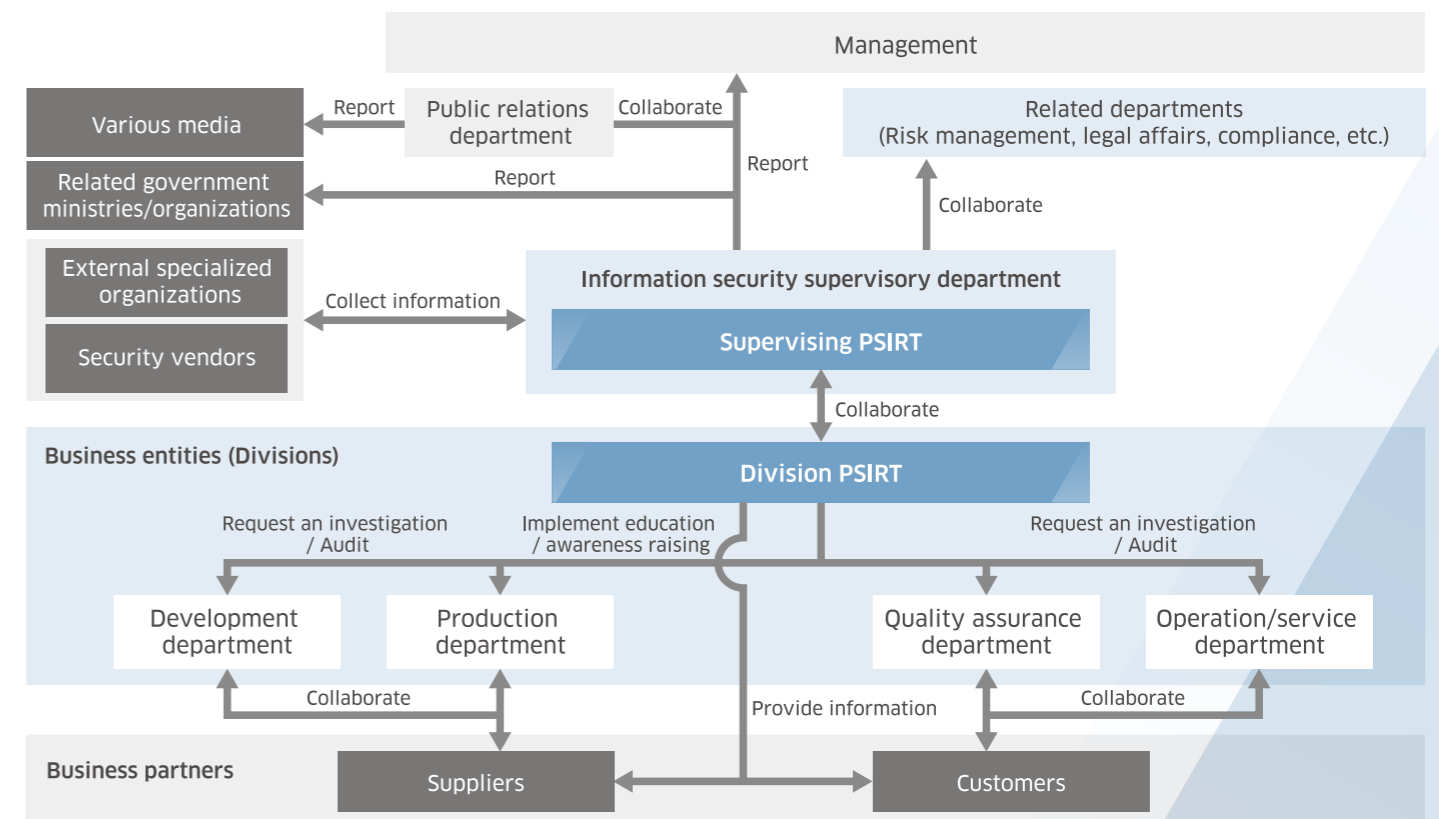 Management
Various media
Report
Public relations
department
Collaborate
Related departments
(Risk management, legal affairs, compliance, etc.)
Report
Related government
ministries/organizations
Report
Collaborate
External specialized
organizations
Security vendors
Collect information
Information security supervisory department
Supervising PSIRT
Collaborate
Business entities (Divisions)
Division PSIRT
Request an investigation
/ Audit
Implement education
/ awareness raising
Request an investigation
/ Audit
Development
department
Production
department
Quality assurance
department
Operation/service
department
Collaborate
Provide information
Collaborate
Business partners
Suppliers
Customers